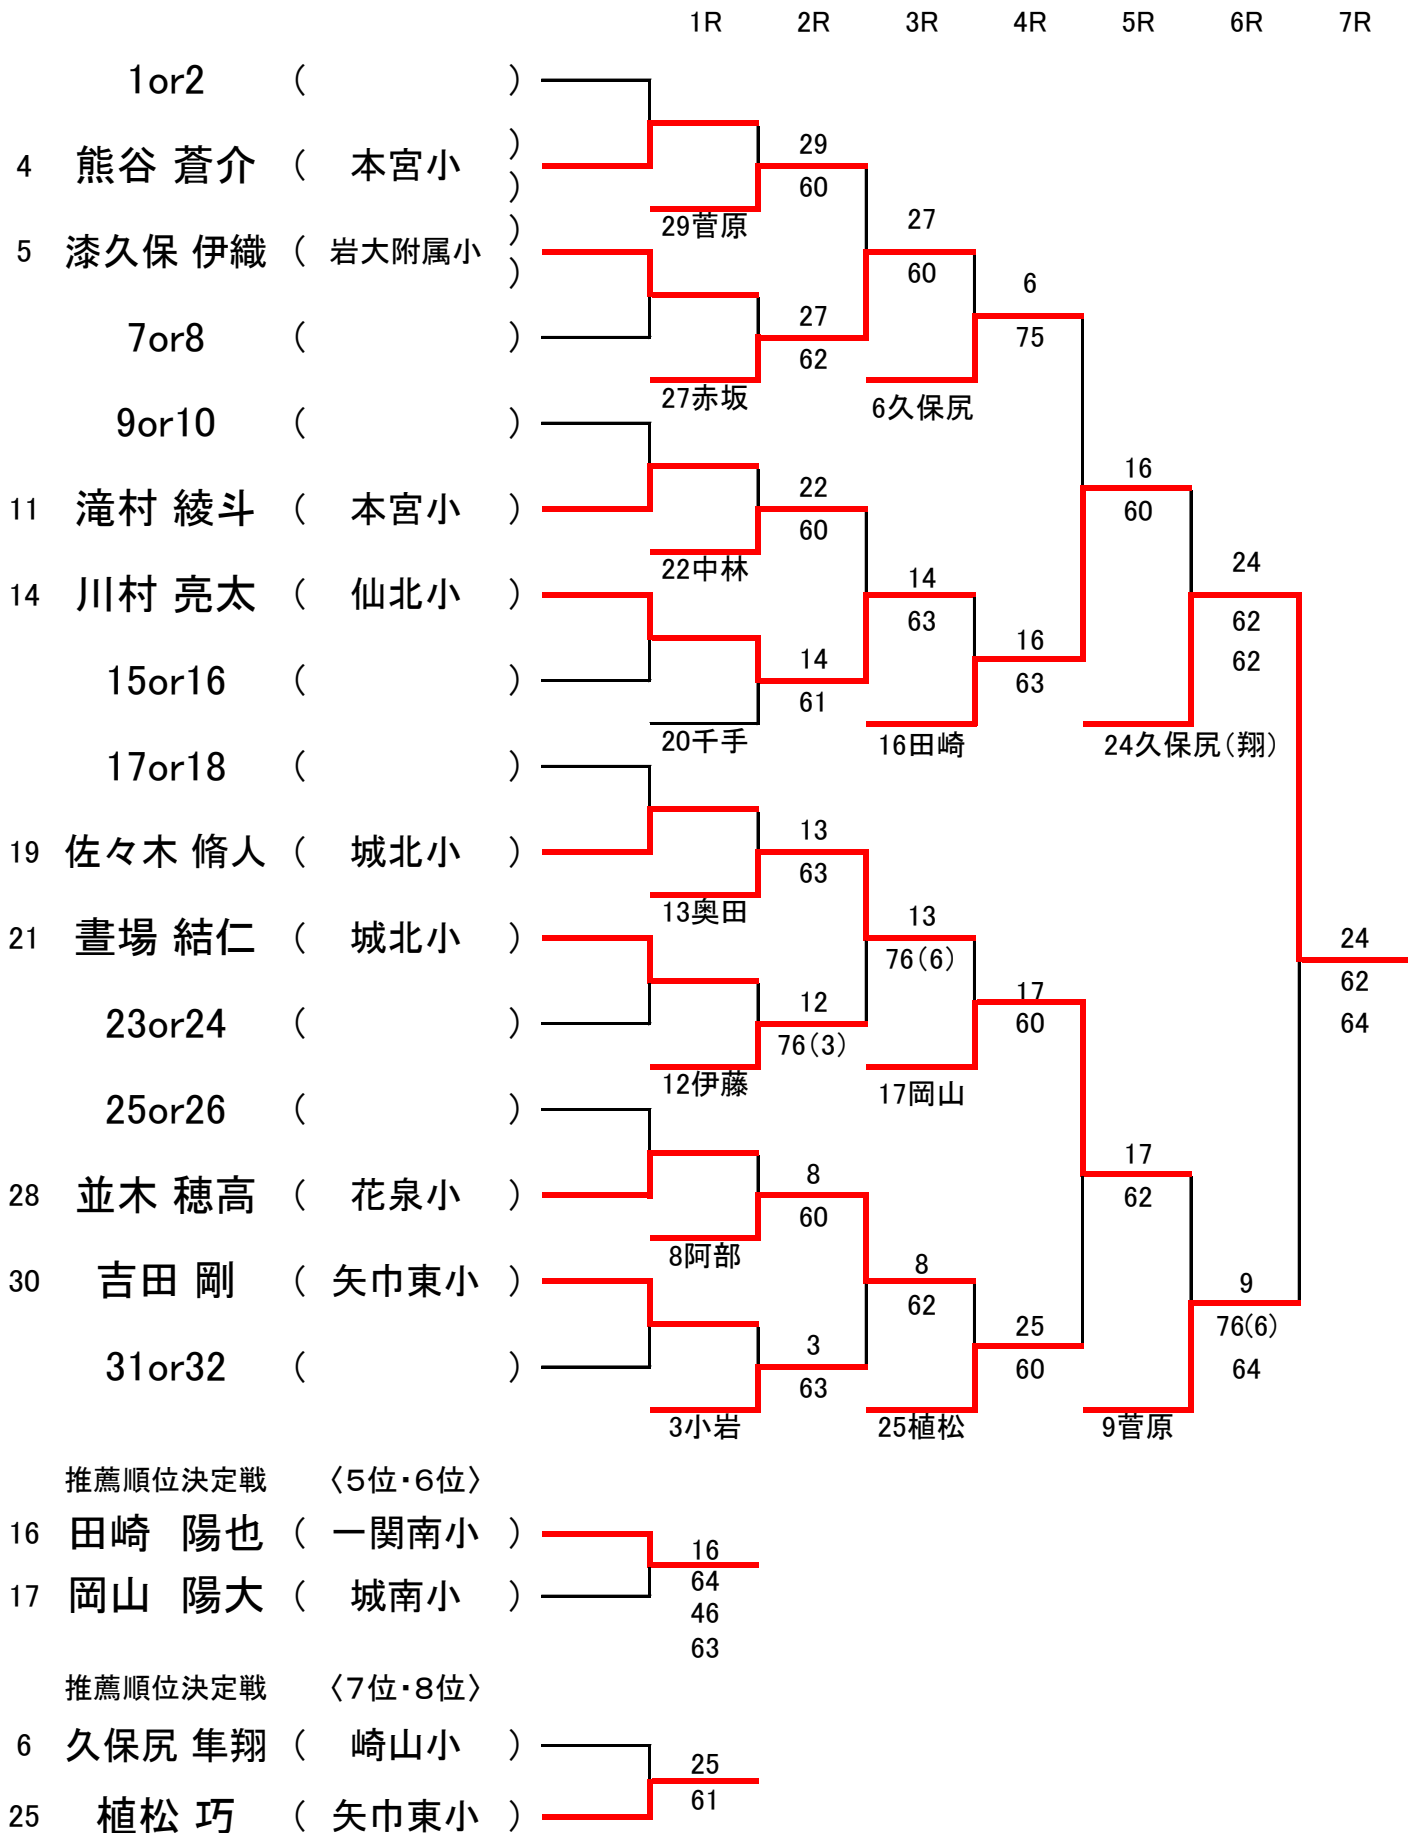 1R 2R 3R 4R 5R 6R 7R
1or2 ( )
4 熊谷 蒼介 ( 本宮小 )
29
60
29菅原
27
60
5 漆久保 伊織 ( 岩大附属小 )
6
75
7or8 ( )
27
62
27赤坂
6久保尻
9or10 ( )
16
60
11 滝村 綾斗 ( 本宮小 )
22
60
22中林
24
62
62
14 川村 亮太 ( 仙北小 )
14
63
16
63
15or16 ( )
14
61
20千手
16田崎
24久保尻(翔)
17or18 ( )
13
63
19 佐々木 脩人 ( 城北小 )
13奥田
13
76(6)
21 晝場 結仁 ( 城北小 )
24
62
64
17
60
23or24 ( )
12
76(3)
12伊藤
17岡山
25or26 ( )
17
62
28 並木 穂高 ( 花泉小 )
8
60
8阿部
30 吉田 剛 ( 矢巾東小 )
8
62
9
76(6)
64
25
60
31or32 ( )
3
63
3小岩
25植松
9菅原
推薦順位決定戦 〈5位・6位〉
16 田崎 陽也 ( 一関南小 )
16
64
46
63
17 岡山 陽大 ( 城南小 )
推薦順位決定戦 〈7位・8位〉
6 久保尻 隼翔 ( 崎山小 )
25
61
25 植松 巧 ( 矢巾東小 )